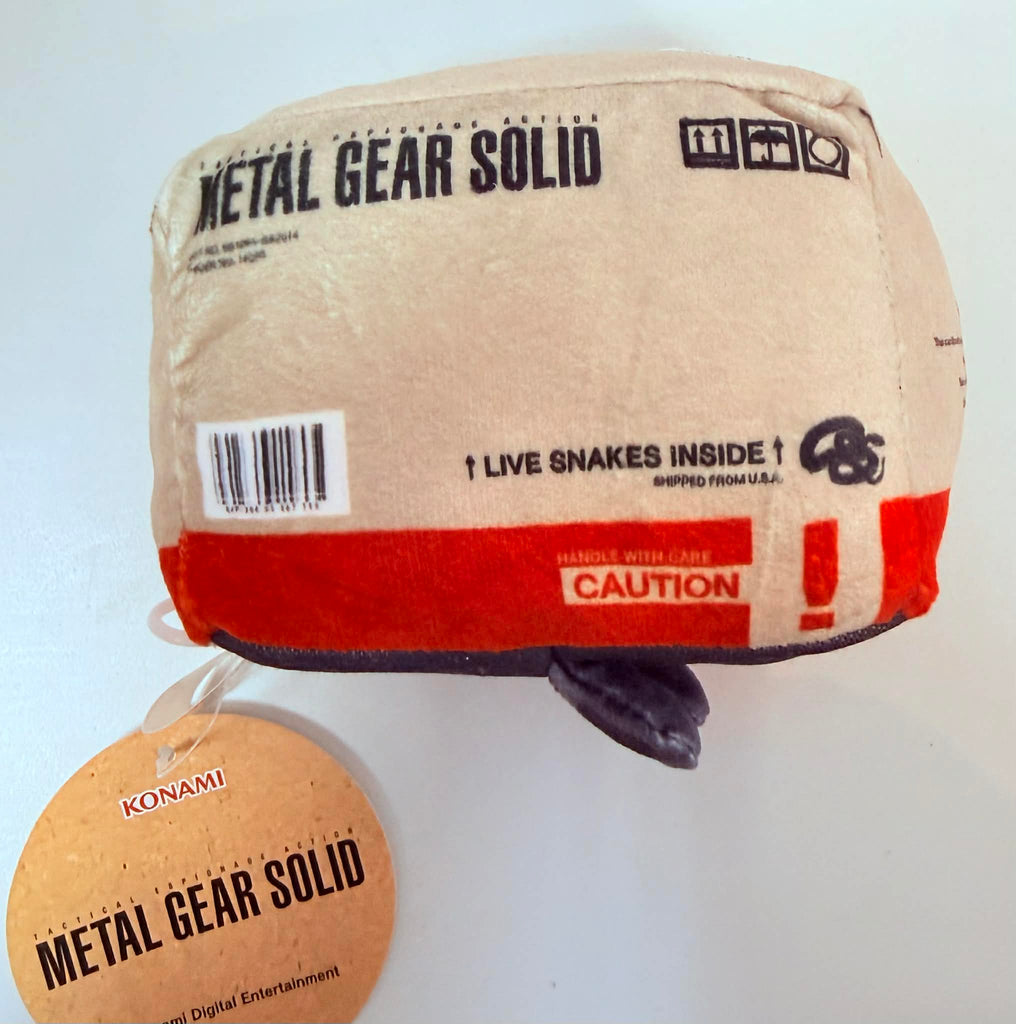 TACTICAL ESPIONAGE ACTION
METAL GEAR SOLID
↑ LIVE SNAKES INSIDE ↑
SHIPPED FROM U.S.A.
HANDLE WITH CARE
CAUTION
!
KONAMI
TACTICAL ESPIONAGE ACTION
METAL GEAR SOLID
Digital Entertainment